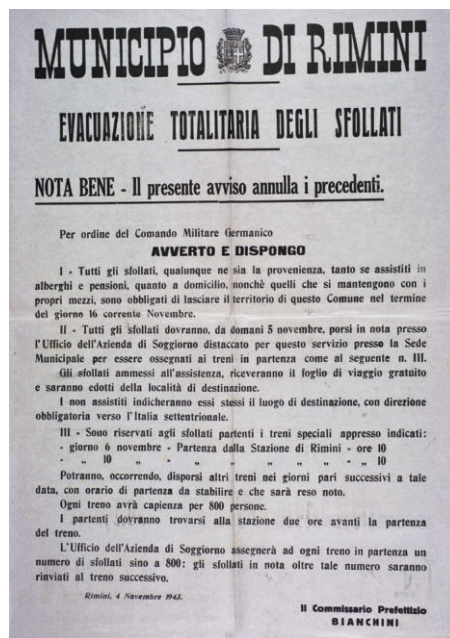 MUNICIPIO DI RIMINI
EVACUAZIONE TOTALITARIA DEGLI SFOLLATI
NOTA BENE - Il presente avviso annulla i precedenti.
Per ordine del Comando Militare Germanico
AVVERTO E DISPONGO
I - Tutti gli sfollati, qualunque ne sia la provenienza, tanto se assistiti in
alberghi e pensioni, quanto a domicilio, nonchè quelli che si mantengono con i
propri mezzi, sono obbligati di lasciare il territorio di questo Comune nel termine
del giorno 16 corrente Novembre.
II - Tutti gli sfollati dovranno, da domani 5 novembre, porsi in nota presso
l'Ufficio dell'Azienda di Soggiorno distaccato per questo servizio presso la Sede
Municipale per essere ossegnati ai treni in partenza come al seguente n. III.
Gli sfollati ammessi all'assistenza, riceveranno il foglio di viaggio gratuito
e saranno edotti della località di destinazione.
I non assistiti indicheranno essi stessi il luogo di destinazione, con direzione
obbligatoria verso l'Italia settentrionale.
III - Sono riservati agli sfollati partenti i treni speciali appresso indicati:
- giorno 6 novembre - Partenza dalla Stazione di Rimini - ore 10
- „ 10 „ - „ „ „ „ „ - „ 10
Potranno, occorrendo, disporsi altri treni nei giorni pari successivi a tale
data, con orario di partenza da stabilire e che sarà reso noto.
Ogni treno avrà capienza per 800 persone.
I partenti dovranno trovarsi alla stazione due ore avanti la partenza
del treno.
L'Ufficio dell'Azienda di Soggiorno assegnerà ad ogni treno in partenza un
numero di sfollati sino a 800: gli sfollati in nota oltre tale numero saranno
rinviati al treno successivo.
Rimini, 4 Novembre 1943.
Il Commissario Prefettizio
BIANCHINI